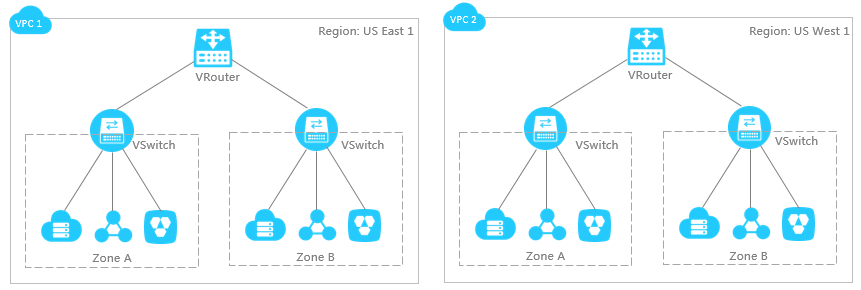 VPC 1
Region: US East 1
VRouter
VSwitch
VSwitch
Zone A
Zone B
VPC 2
Region: US West 1
VRouter
VSwitch
VSwitch
Zone A
Zone B